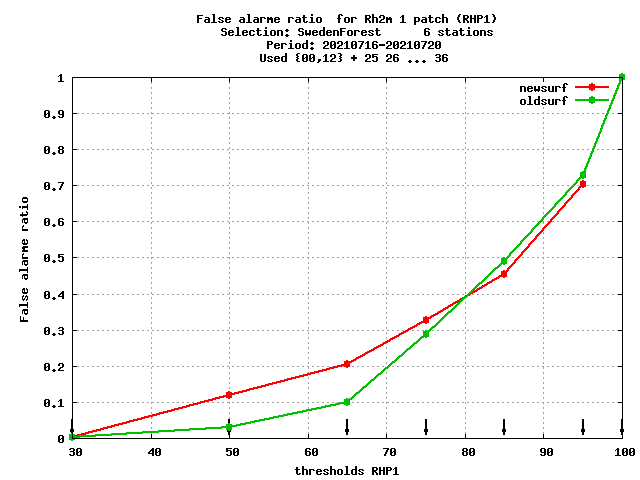 False alarme ratio  for Rh2m 1 patch (RHP1)
Selection: SwedenForest      6 stations
Period: 20210716-20210720
Used {00,12} + 25 26 ... 36
newsurf
oldsurf
False alarme ratio
1
0.9
0.8
0.7
0.6
0.5
0.4
0.3
0.2
0.1
0
30 40 50 60 70 80 90 100
thresholds RHP1